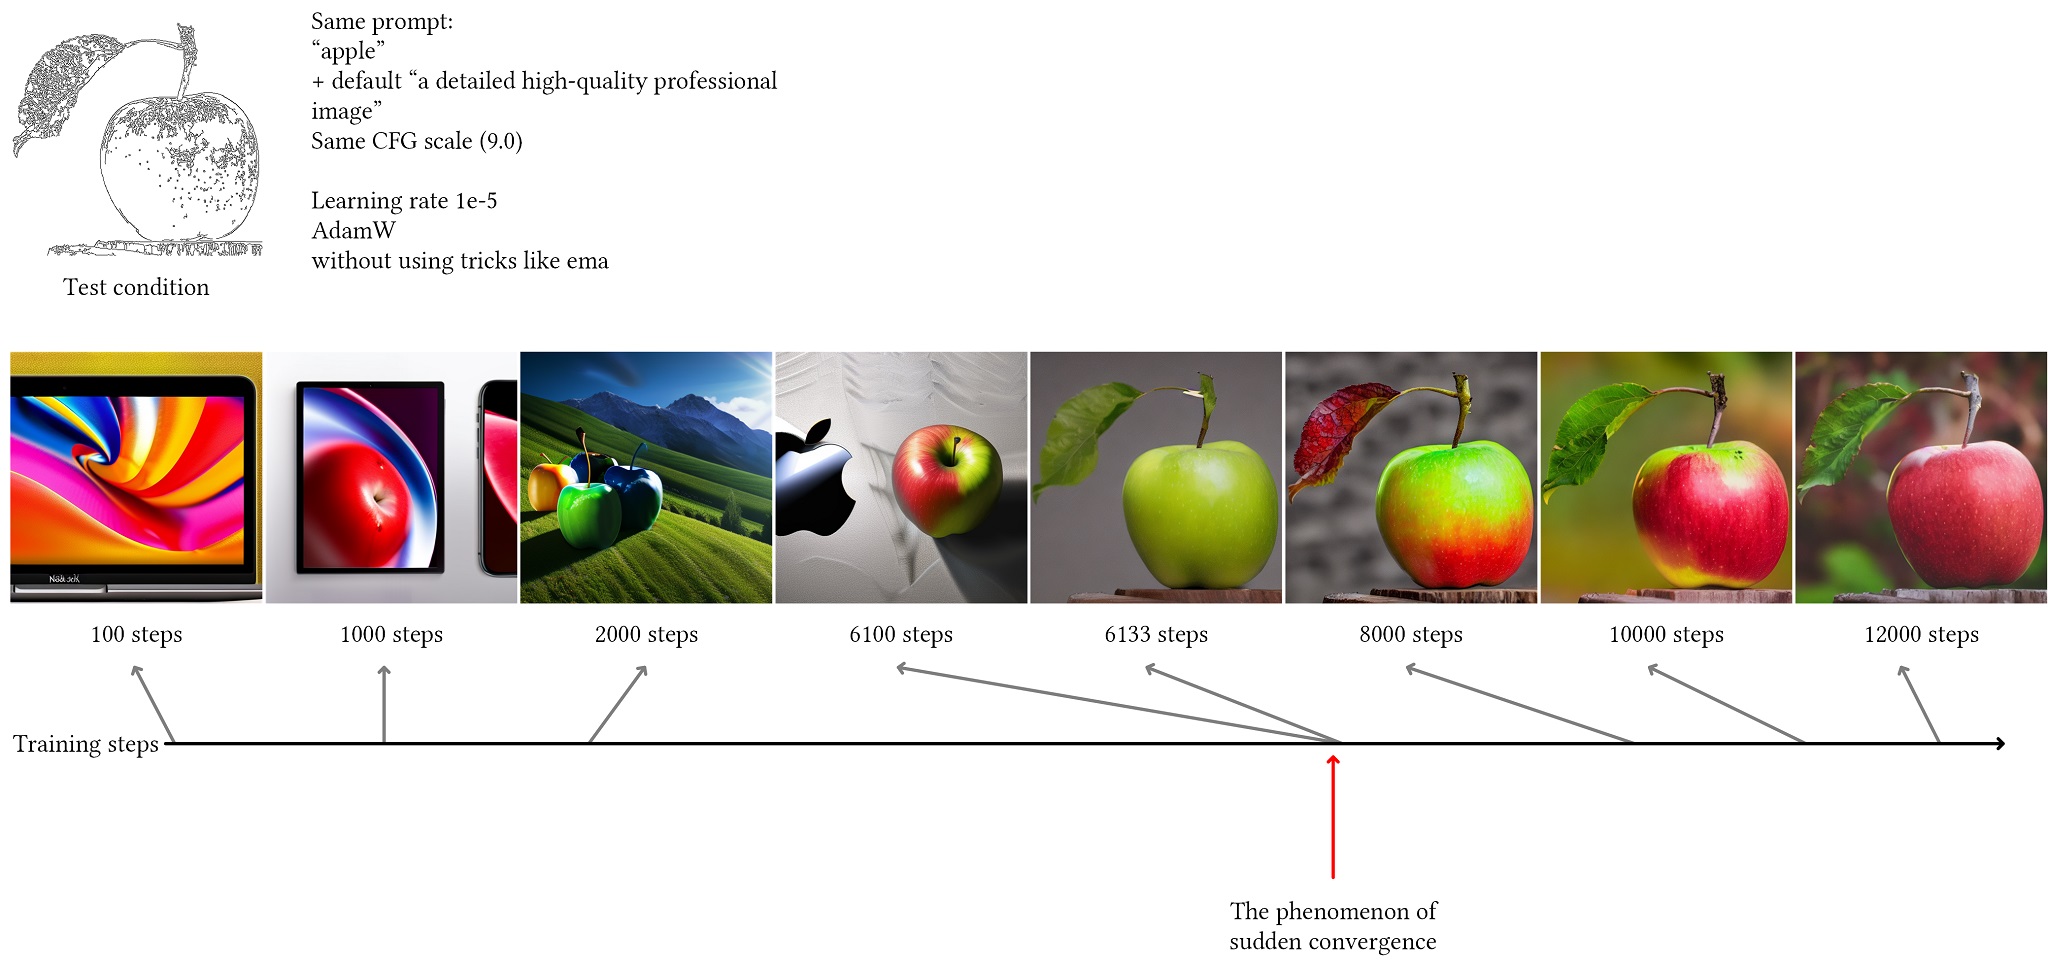 Same prompt:
“apple”
+ default “a detailed high-quality professional
image”
Same CFG scale (9.0)
Learning rate 1e-5
AdamW
without using tricks like ema
Test condition
100 steps
1000 steps
2000 steps
6100 steps
6133 steps
8000 steps
10000 steps
12000 steps
Training steps
The phenomenon of
sudden convergence